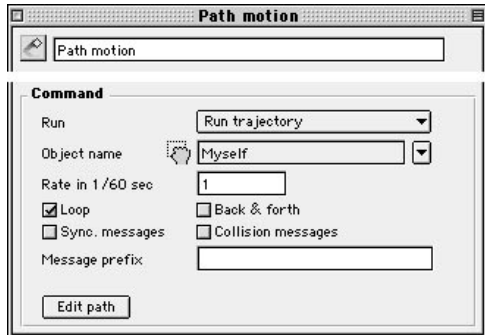 Path motion
Path motion
Command
Run Run trajectory
Object name Myself
Rate in 1/60 sec 1
Loop Back & forth
Sync. messages Collision messages
Message prefix
Edit path